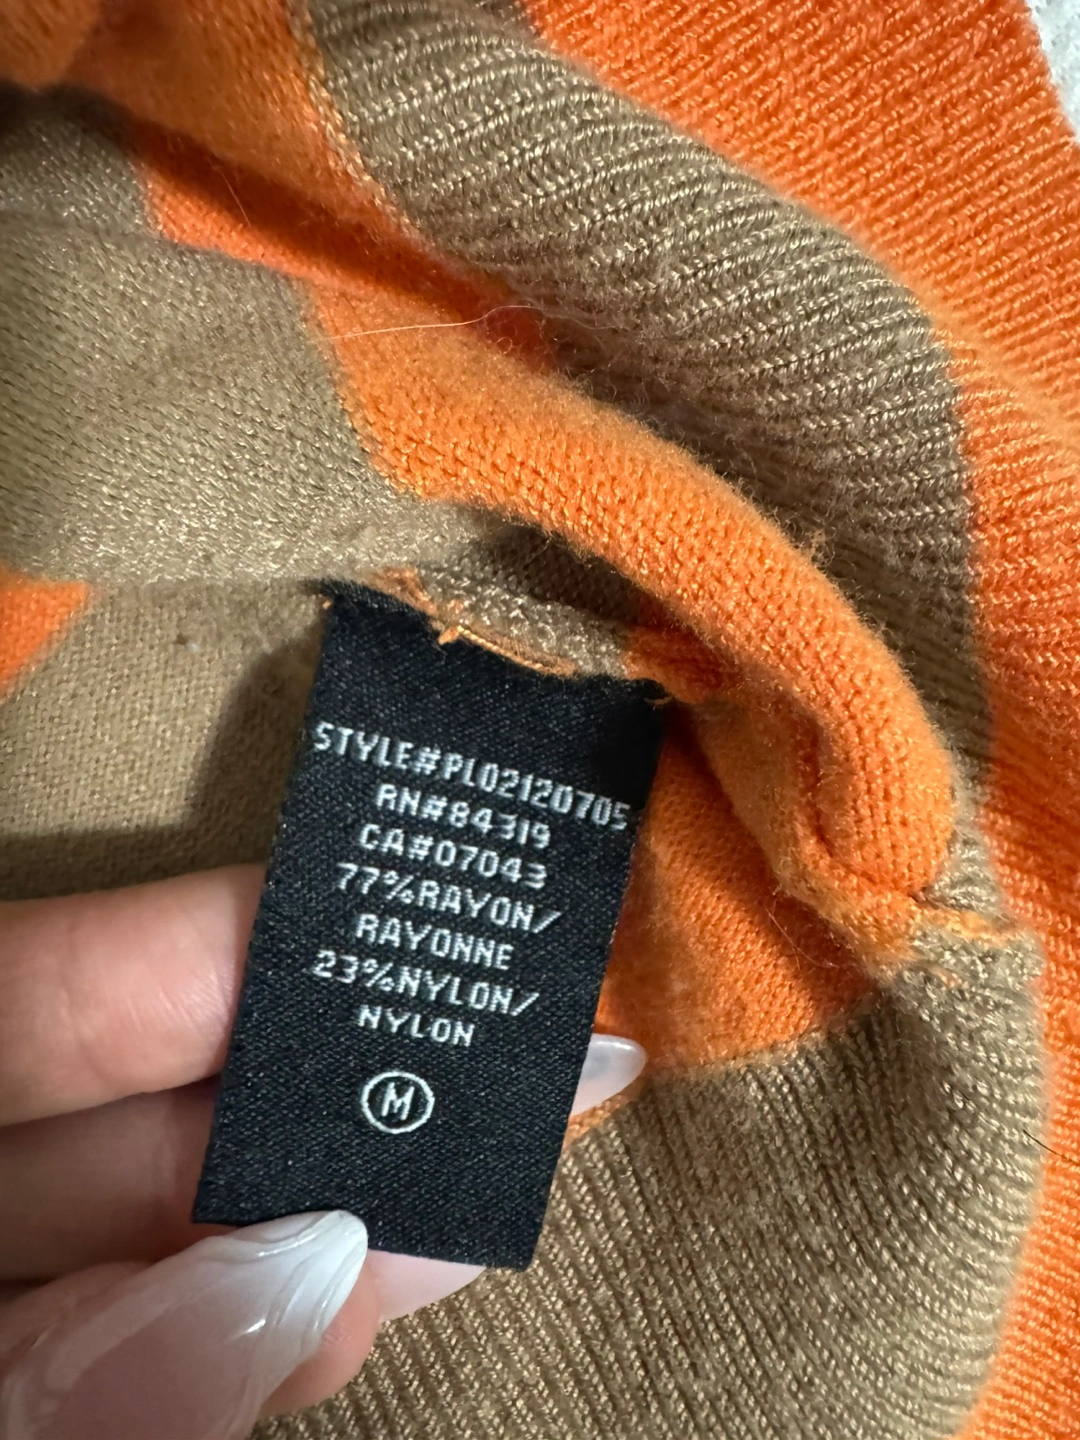 STYLE#PL02120705
RN#84319
CA#07043
77%RAYON/
RAYONNE
23%NYLON/
NYLON
M